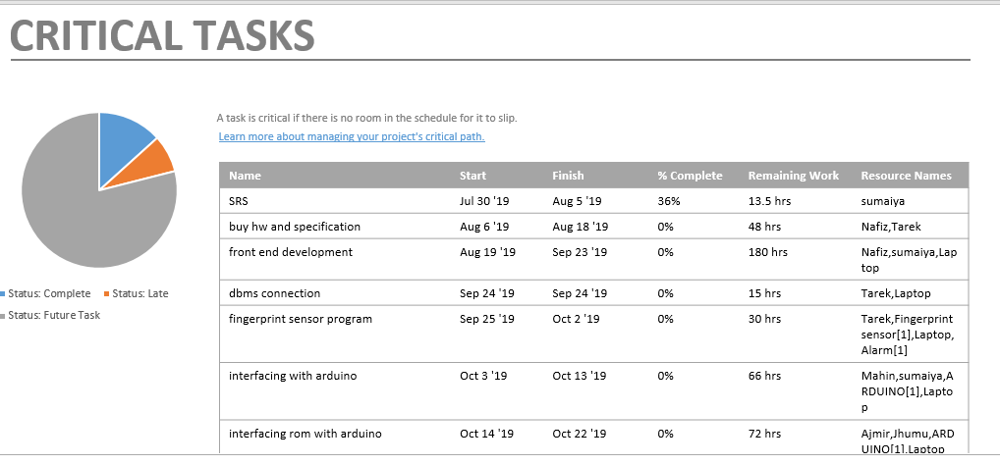 CRITICAL TASKS
A task is critical if there is no room in the schedule for it to slip.
Learn more about managing your project's critical path.
Status: Complete Status: Late
Status: Future Task
Name Start Finish % Complete Remaining Work Resource Names
SRS Jul 30 '19 Aug 5 '19 36% 13.5 hrs sumaiya
buy hw and specification Aug 6 '19 Aug 18 '19 0% 48 hrs Nafiz,Tarek
front end development Aug 19 '19 Sep 23 '19 0% 180 hrs Nafiz,sumaiya,Lap
top
dbms connection Sep 24 '19 Sep 24 '19 0% 15 hrs Tarek,Laptop
fingerprint sensor program Sep 25 '19 Oct 2 '19 0% 30 hrs Tarek,Fingerprint
sensor[1],Laptop,
Alarm[1]
interfacing with arduino Oct 3 '19 Oct 13 '19 0% 66 hrs Mahin,sumaiya,A
RDUINO[1],Lapto
p
interfacing rom with arduino Oct 14 '19 Oct 22 '19 0% 72 hrs Ajmir,Jhumu,ARD
UINO[1],Laptop